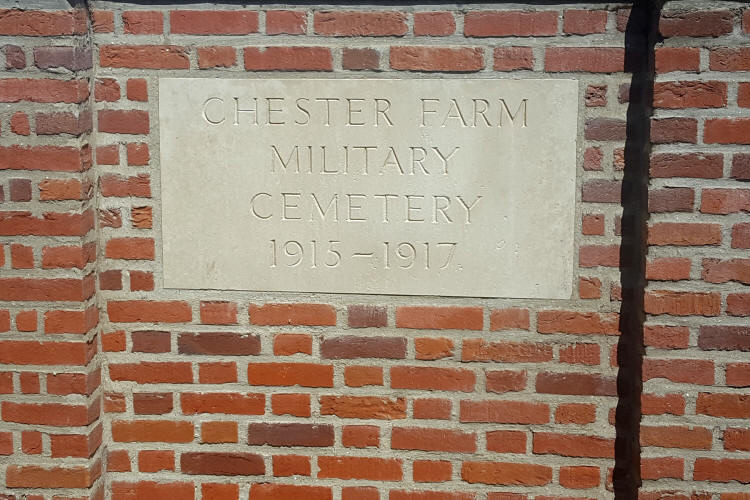 CHESTER FARM
MILITARY
CEMETERY
1915-1917